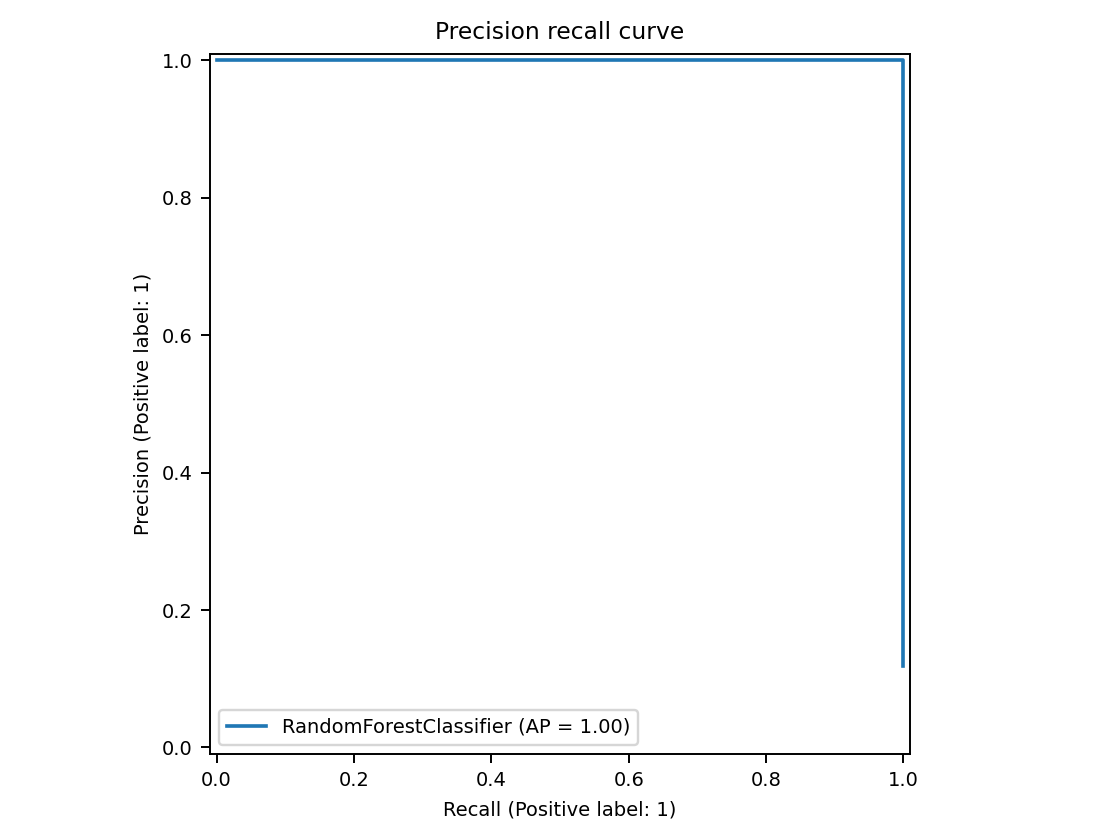 Precision recall curve
1.0
0.8
0.6
0.4
0.2
0.0
Precision (Positive label: 1)
RandomForestClassifier (AP = 1.00)
0.0 0.2 0.4 0.6 0.8 1.0
Recall (Positive label: 1)